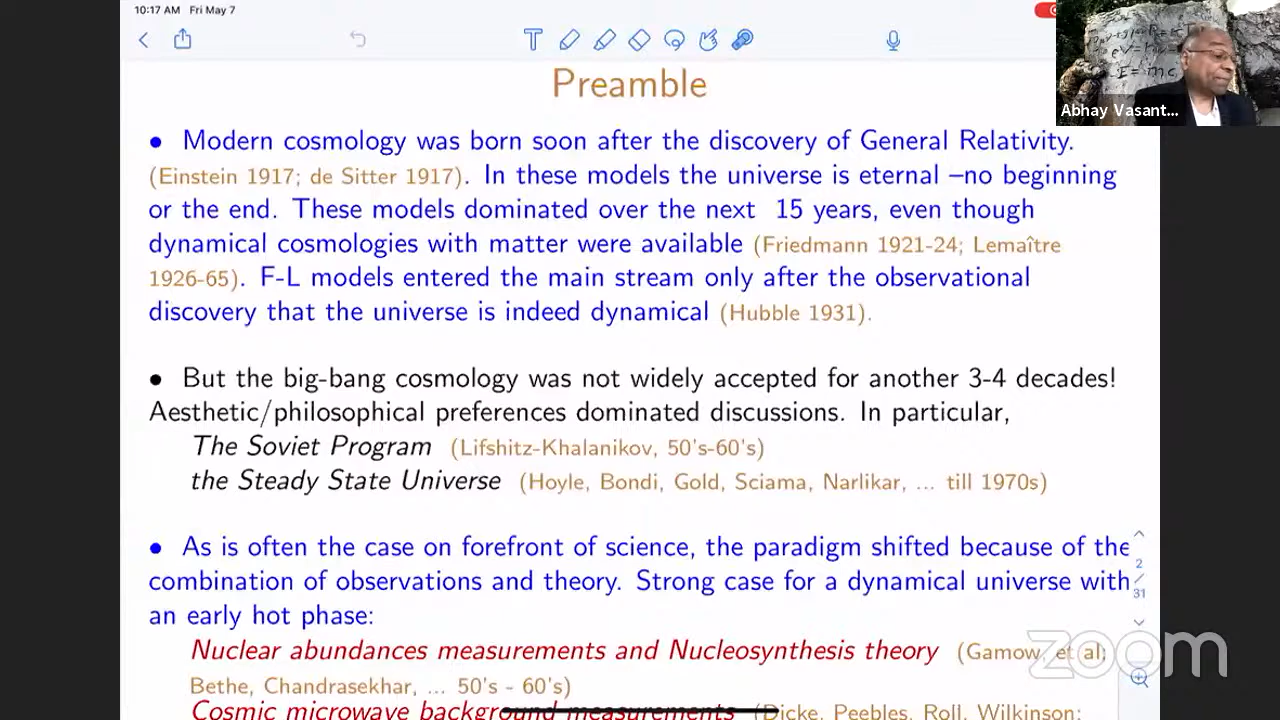 10:17 AM Fri May 7
Preamble
Abhay Vasant...
• Modern cosmology was born soon after the discovery of General Relativity.
(Einstein 1917; de Sitter 1917). In these models the universe is eternal –no beginning
or the end. These models dominated over the next 15 years, even though
dynamical cosmologies with matter were available (Friedmann 1921-24; Lemaître
1926-65). F-L models entered the main stream only after the observational
discovery that the universe is indeed dynamical (Hubble 1931).
• But the big-bang cosmology was not widely accepted for another 3-4 decades!
Aesthetic/philosophical preferences dominated discussions. In particular,
The Soviet Program (Lifshitz-Khalanikov, 50's-60's)
the Steady State Universe (Hoyle, Bondi, Gold, Sciama, Narlikar, ... till 1970s)
• As is often the case on forefront of science, the paradigm shifted because of the
combination of observations and theory. Strong case for a dynamical universe with
an early hot phase:
Nuclear abundances measurements and Nucleosynthesis theory (Gamow, et al;
Bethe, Chandrasekhar, ... 50's - 60's)
Cosmic microwave background measurements (Dicke, Peebles, Roll, Wilkinson;
2
/
31
zoom